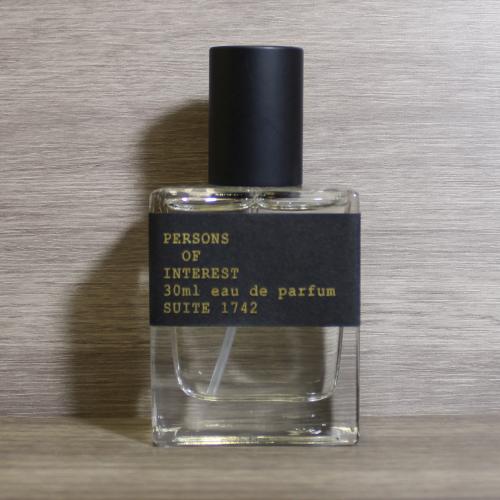 PERSONS
OF
INTEREST
30ml eau de parfum
SUITE 1742